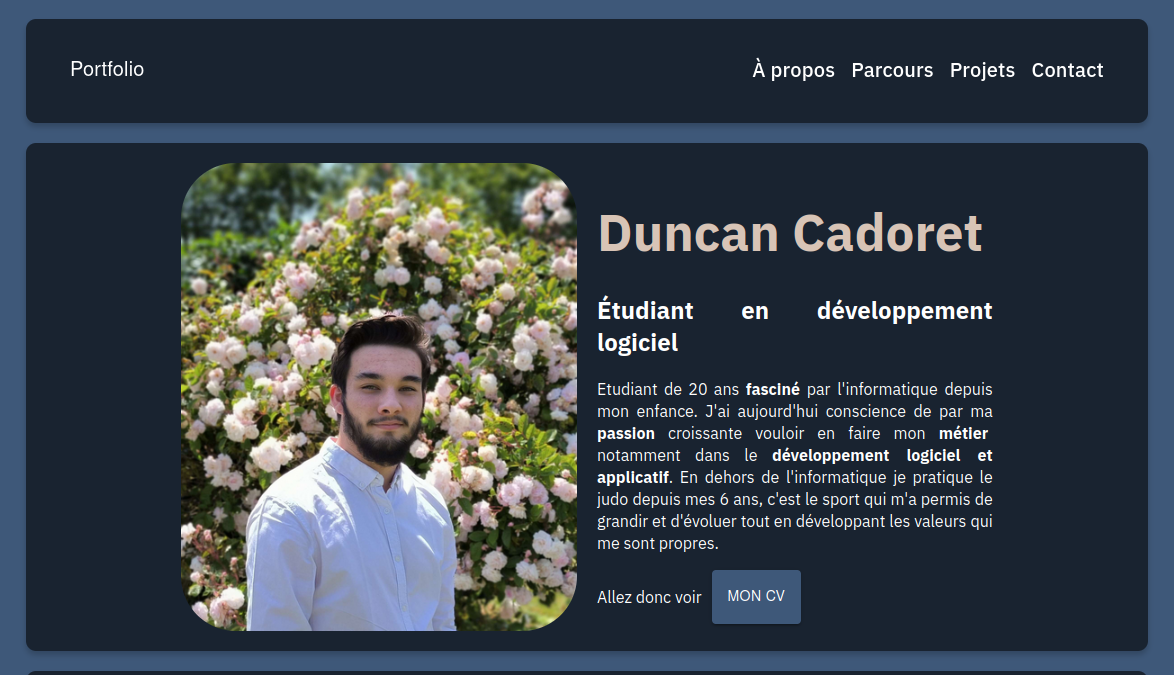 Portfolio
À propos Parcours Projets Contact
Duncan Cadoret
Étudiant en développement
logiciel
Etudiant de 20 ans fasciné par l'informatique depuis
mon enfance. J'ai aujourd'hui conscience de par ma
passion croissante vouloir en faire mon métier
notamment dans le développement logiciel et
applicatif. En dehors de l'informatique je pratique le
judo depuis mes 6 ans, c'est le sport qui m'a permis de
grandir et d'évoluer tout en développant les valeurs qui
me sont propres.
Allez donc voir MON CV